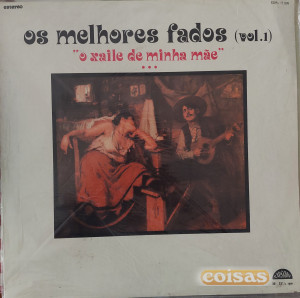 os melhores fados (vol.1)
"o xaile de minha mãe"
coisas